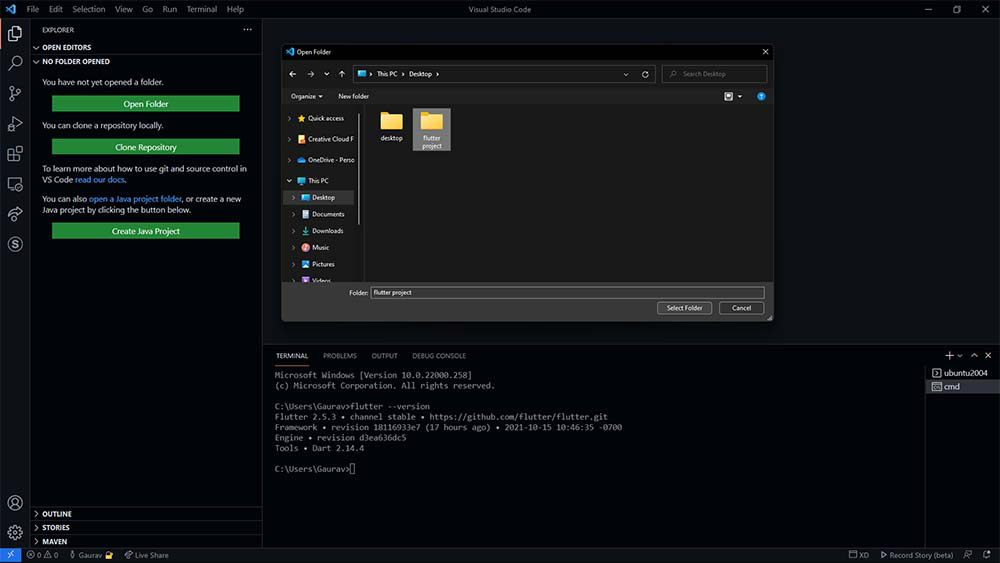 File Edit Selection View Go Run Terminal Help
Visual Studio Code
EXPLORER
OPEN EDITORS
NO FOLDER OPENED
You have not yet opened a folder.
Open Folder
You can clone a repository locally.
Clone Repository
To learn more about how to use git and source control in
VS Code read our docs.
You can also open a Java project folder, or create a new
Java project by clicking the button below.
Create Java Project
OUTLINE
STORIES
MAVEN
Open Folder
This PC > Desktop >
Search Desktop
Organize
New folder
Quick access
Creative Cloud F
OneDrive - Perso
This PC
Desktop
Documents
Downloads
Music
Pictures
Videos
desktop
flutter
project
Folder: flutter project
Select Folder
Cancel
TERMINAL PROBLEMS OUTPUT DEBUG CONSOLE
Microsoft Windows [Version 10.0.22000.258]
(c) Microsoft Corporation. All rights reserved.
C:\Users\Gaurav>flutter --version
Flutter 2.5.3 • channel stable • https://github.com/flutter/flutter.git
Framework • revision 18116933e7 (17 hours ago) • 2021-10-15 10:46:35 -0700
Engine • revision d3ea636dc5
Tools • Dart 2.14.4
C:\Users\Gaurav>
ubuntu2004
cmd
0 0 Gaurav Live Share
XD Record Story (beta)